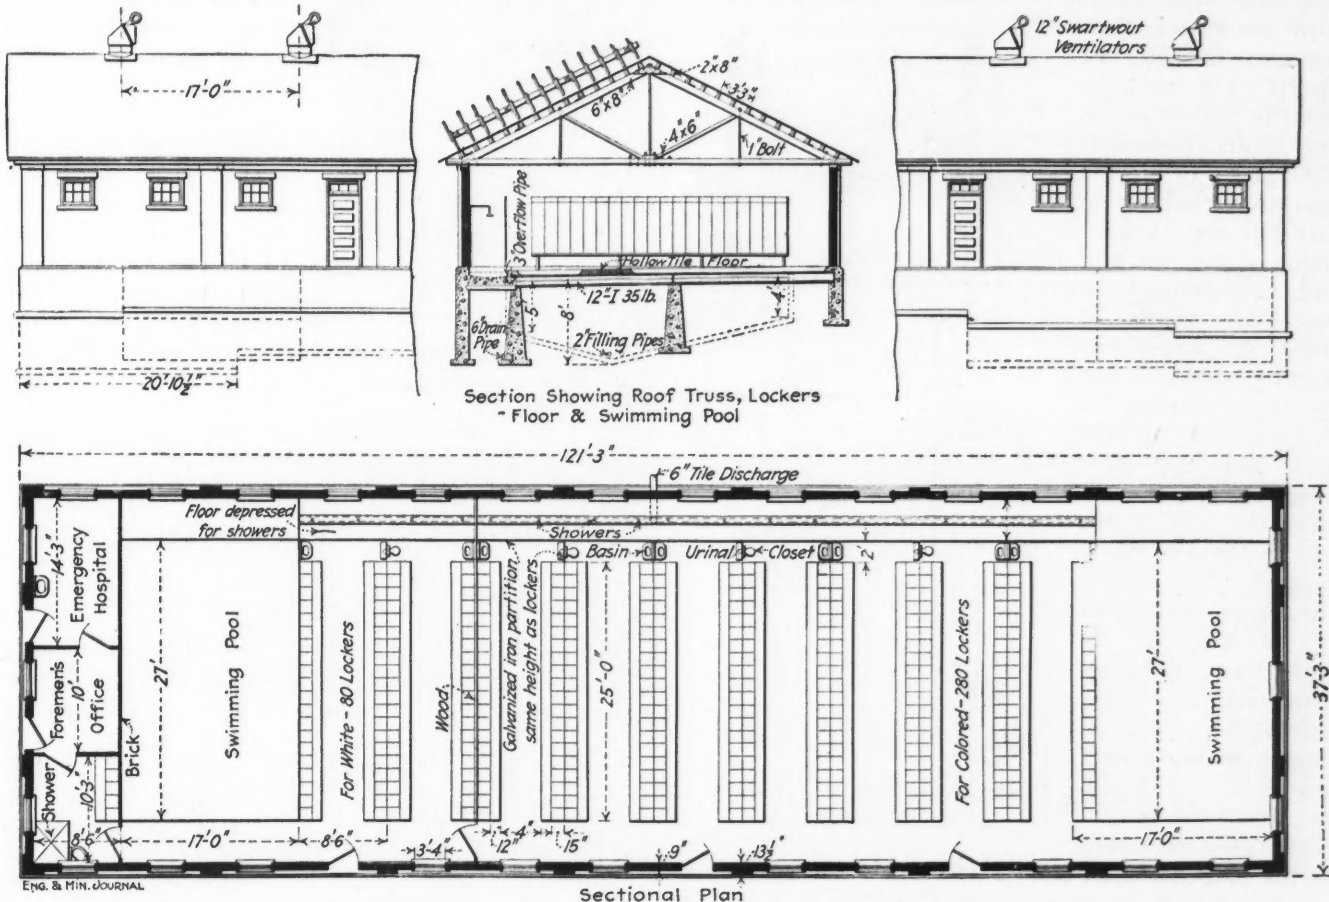 17'-0"
12" Swartwout
Ventilators
2"x8"
3'3"
6"x8"
4"x6"
1" Bolt
3" Overflow Pipe
Hollow Tile Floor
12"-I 35 lb.
5'
8'
4'
6" Drain
Pipe
2" Filling Pipes
20'-10½"
Section Showing Roof Truss, Lockers
- Floor & Swimming Pool
121'-3"
6" Tile Discharge
Floor depressed
for showers
Showers
Basin
Urinal
Closet
2'
14'-3"
Emergency
Hospital
10'
Foremen's
Office
Brick
Shower
10'-3"
8'-6"
27'
Swimming Pool
17'-0"
For White - 80 Lockers
8'-6"
Wood
Galvanized iron partition,
same height as lockers
25'-0"
3'-4"
12"
4'
15"
9"
13½"
For Colored - 280 Lockers
27'
Swimming Pool
17'-0"
37'-3"
ENG. & MIN. JOURNAL
Sectional Plan